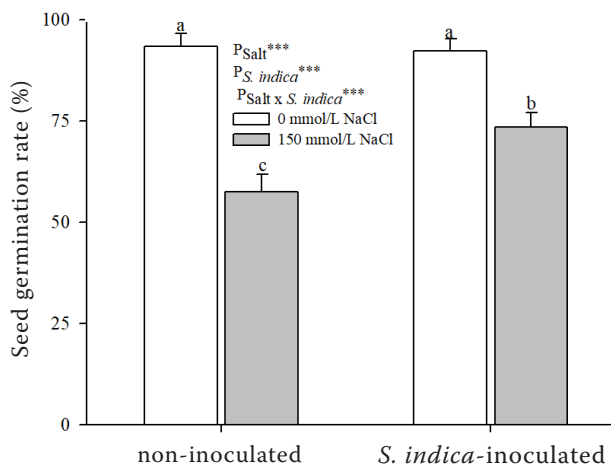 100
75
50
25
0
Seed germination rate (%)
a
a
b
c
PSalt***
PS. indica***
PSalt x S. indica***
0 mmol/L NaCl
150 mmol/L NaCl
non-inoculated
S. indica-inoculated